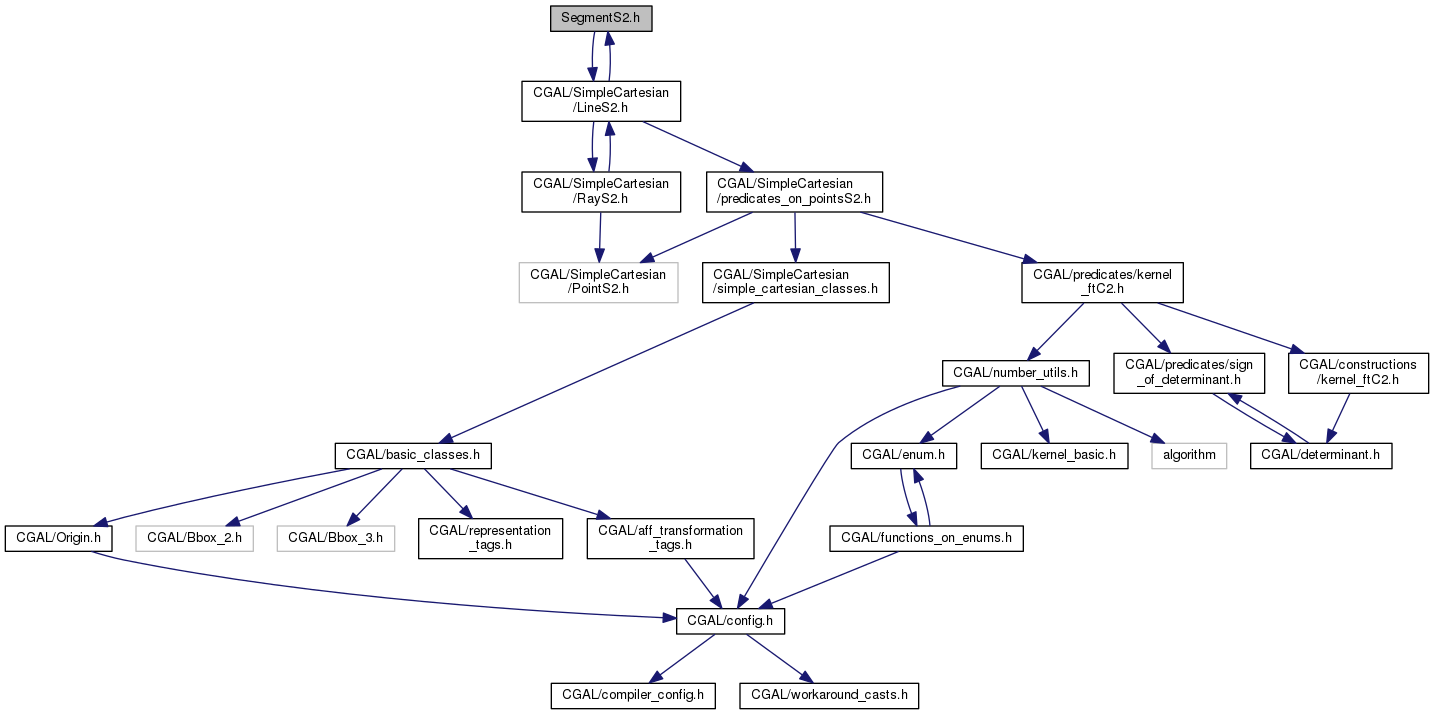 SegmentS2.h
CGAL/SimpleCartesian
/LineS2.h
CGAL/SimpleCartesian
/RayS2.h
CGAL/SimpleCartesian
/predicates_on_pointsS2.h
CGAL/SimpleCartesian
/PointS2.h
CGAL/SimpleCartesian
/simple_cartesian_classes.h
CGAL/predicates/kernel
_ftC2.h
CGAL/number_utils.h
CGAL/predicates/sign
_of_determinant.h
CGAL/constructions
/kernel_ftC2.h
CGAL/basic_classes.h
CGAL/enum.h
CGAL/kernel_basic.h
algorithm
CGAL/determinant.h
CGAL/Origin.h
CGAL/Bbox_2.h
CGAL/Bbox_3.h
CGAL/representation
_tags.h
CGAL/aff_transformation
_tags.h
CGAL/functions_on_enums.h
CGAL/config.h
CGAL/compiler_config.h
CGAL/workaround_casts.h